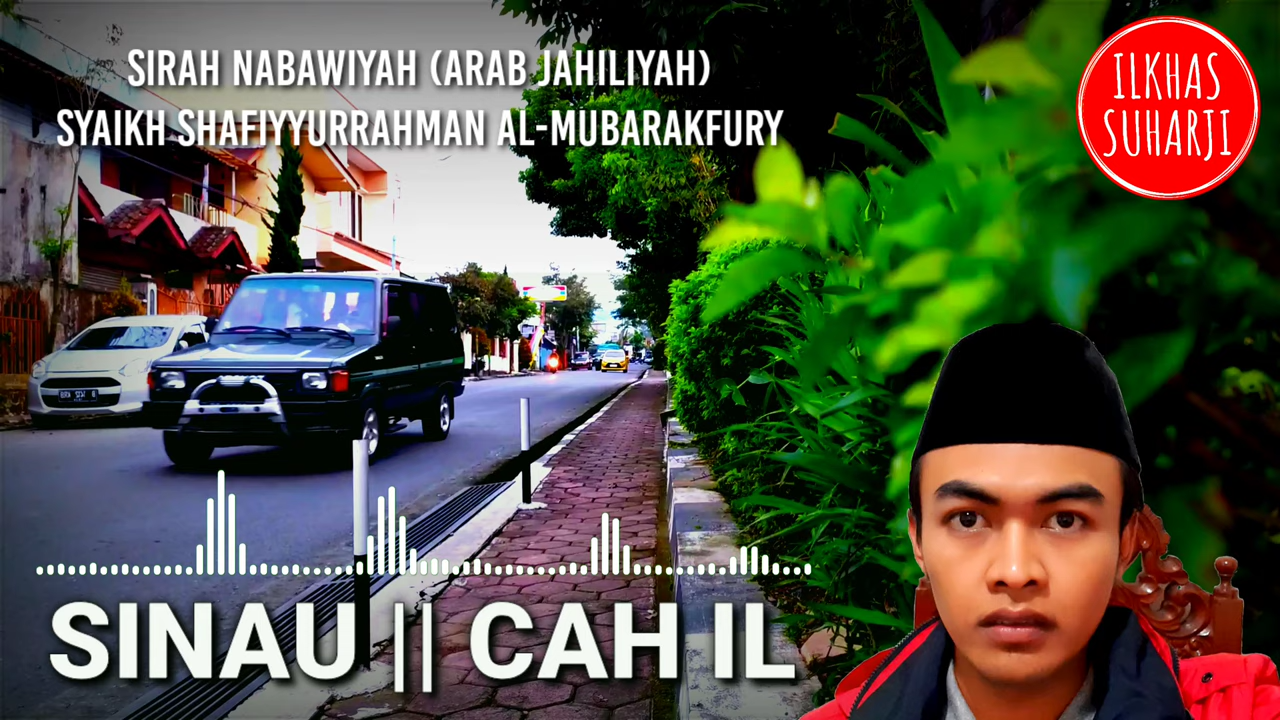 SIRAH NABAWIYAH (ARAB JAHILIYAH)
SYAIKH SHAFIYYURRAHMAN AL-MUBARAKFURY
ILKHAS
SUHARJI
SINAU || CAH IL